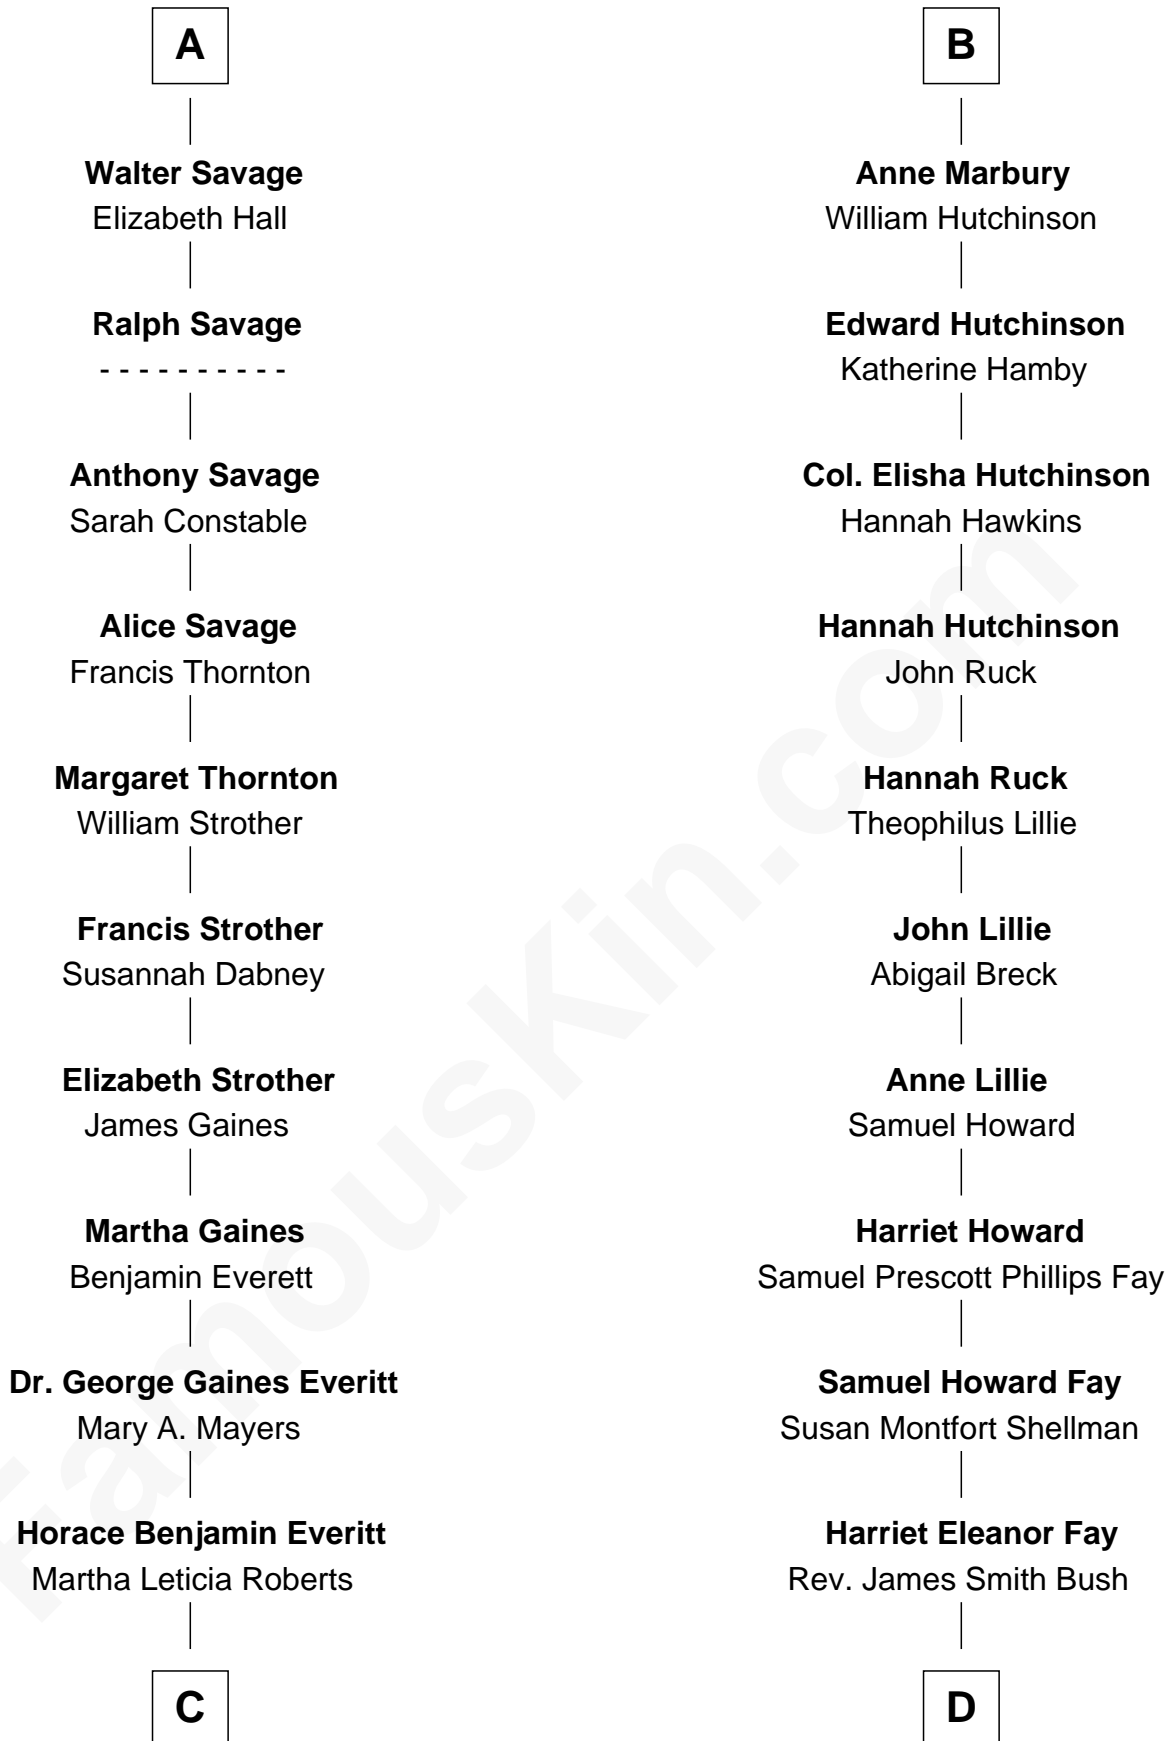 A
Walter Savage
Elizabeth Hall
Ralph Savage
- - - - - - - - - -
Anthony Savage
Sarah Constable
Alice Savage
Francis Thornton
Margaret Thornton
William Strother
Francis Strother
Susannah Dabney
Elizabeth Strother
James Gaines
Martha Gaines
Benjamin Everett
Dr. George Gaines Everitt
Mary A. Mayers
Horace Benjamin Everitt
Martha Leticia Roberts
C
B
Anne Marbury
William Hutchinson
Edward Hutchinson
Katherine Hamby
Col. Elisha Hutchinson
Hannah Hawkins
Hannah Hutchinson
John Ruck
Hannah Ruck
Theophilus Lillie
John Lillie
Abigail Breck
Anne Lillie
Samuel Howard
Harriet Howard
Samuel Prescott Phillips Fay
Samuel Howard Fay
Susan Montfort Shellman
Harriet Eleanor Fay
Rev. James Smith Bush
D
FamousKin.com